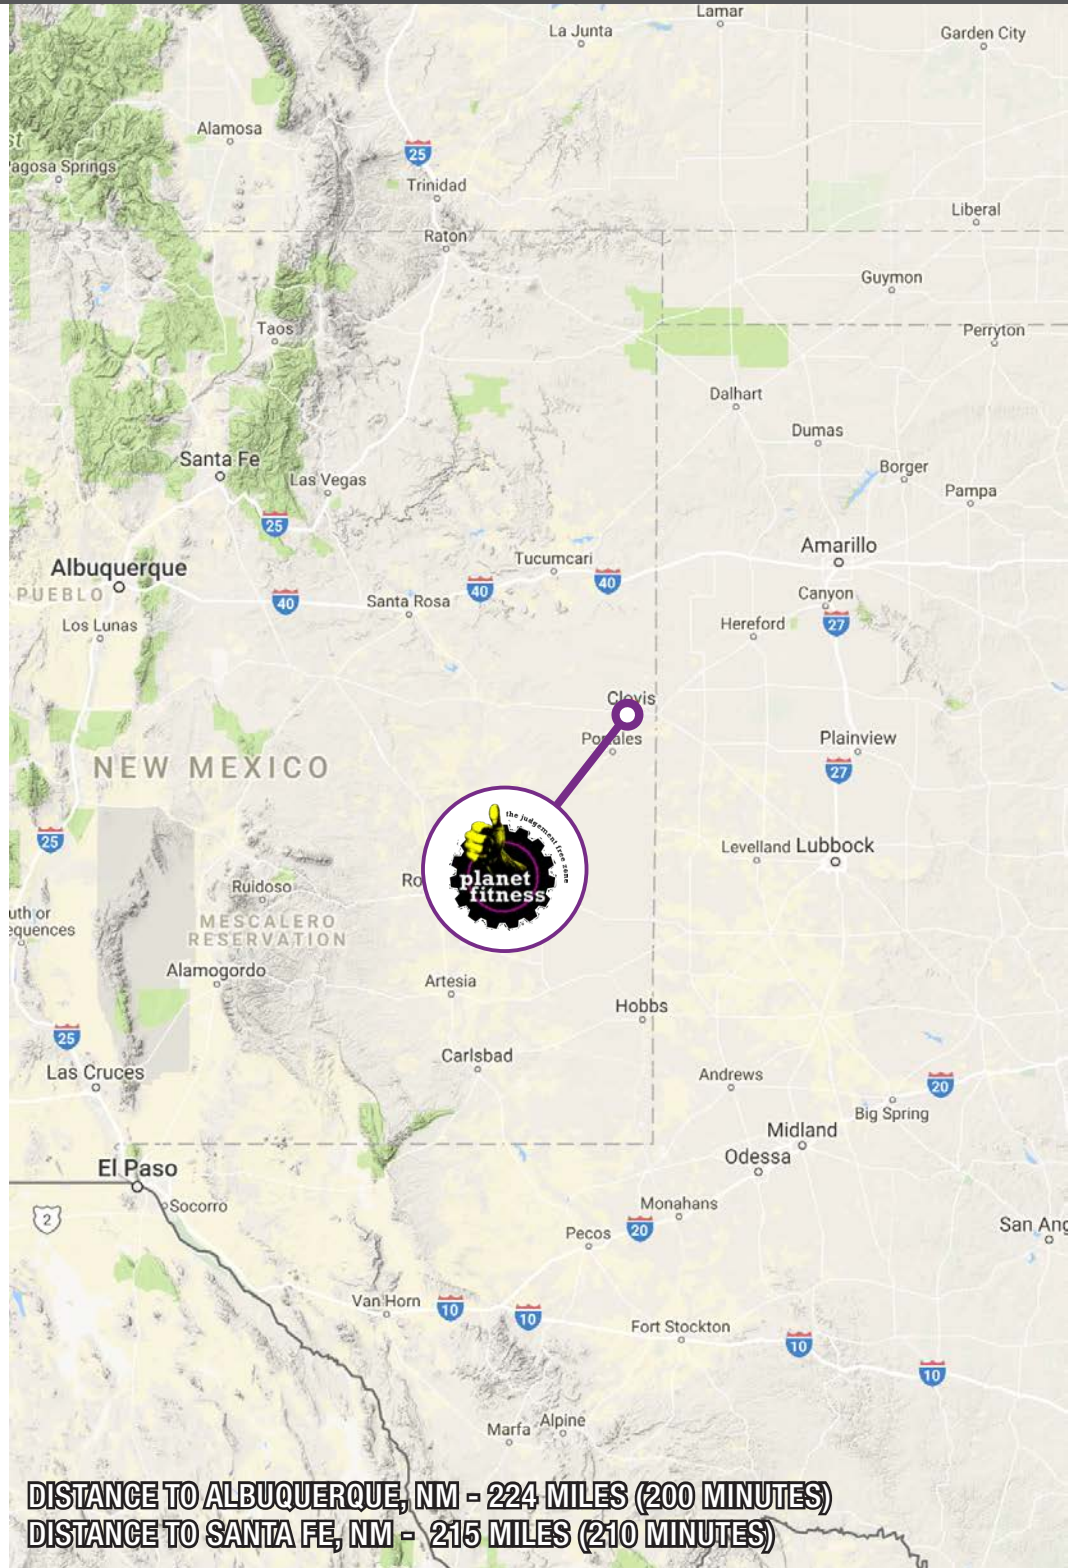 Lamar
La Junta
Garden City
Alamosa
25
agosa Springs
Trinidad
Liberal
Raton
Guymon
Taos
Perryton
Dalhart
Dumas
Santa Fe
Borger
Las Vegas
Pampa
25
Amarillo
Tucumcari
Albuquerque
40
40
PUEBLO
Canyon
40
Santa Rosa
Los Lunas
Hereford
27
Clovis
Portales
Plainview
NEW MEXICO
27
25
the judgement free zone
Levelland
Lubbock
planet
fitness
Ro
Ruidoso
uth or
equences
MESCALERO
RESERVATION
Alamogordo
Artesia
Hobbs
25
Carlsbad
Las Cruces
Andrews
20
Big Spring
Midland
Odessa
El Paso
Socorro
Monahans
2
20
Pecos
San Ang
Van Horn
10
10
Fort Stockton
10
10
Marfa
Alpine
DISTANCE TO ALBUQUERQUE, NM - 224 MILES (200 MINUTES)
DISTANCE TO SANTA FE, NM - 215 MILES (210 MINUTES)